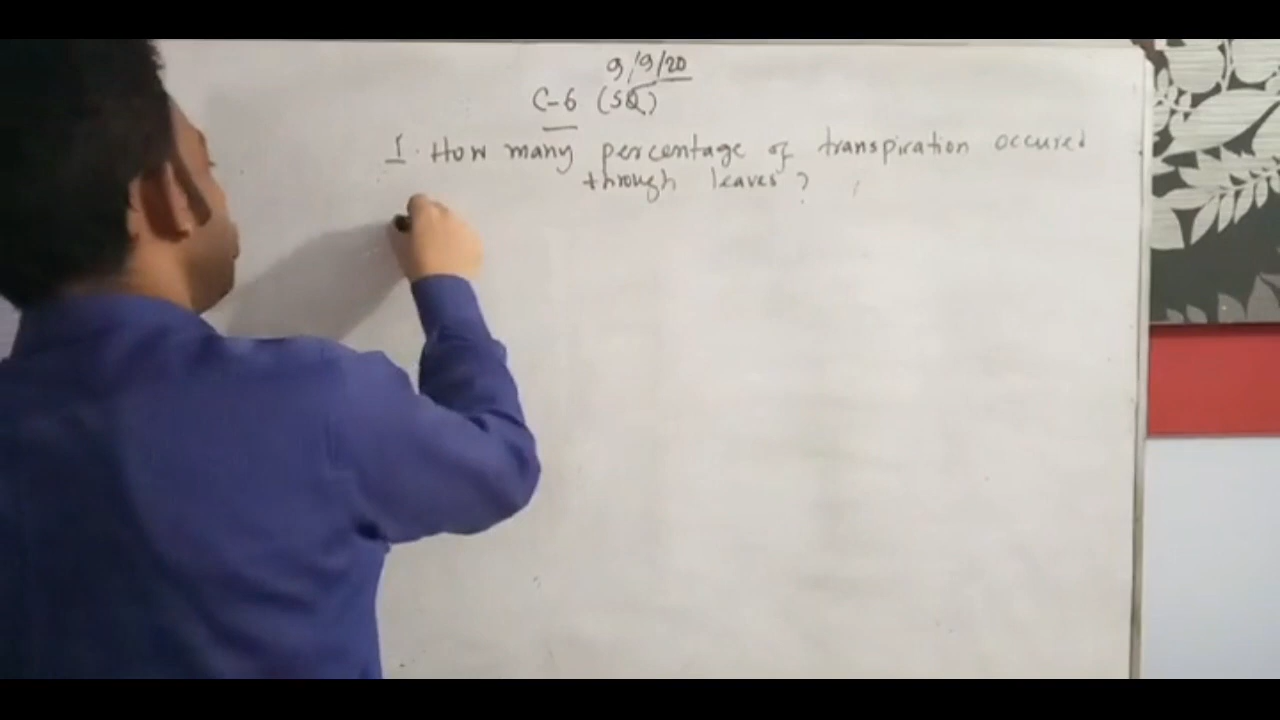 9/9/20
C-6 (SQ)
1. How many percentage of transpiration occured
through leaves?